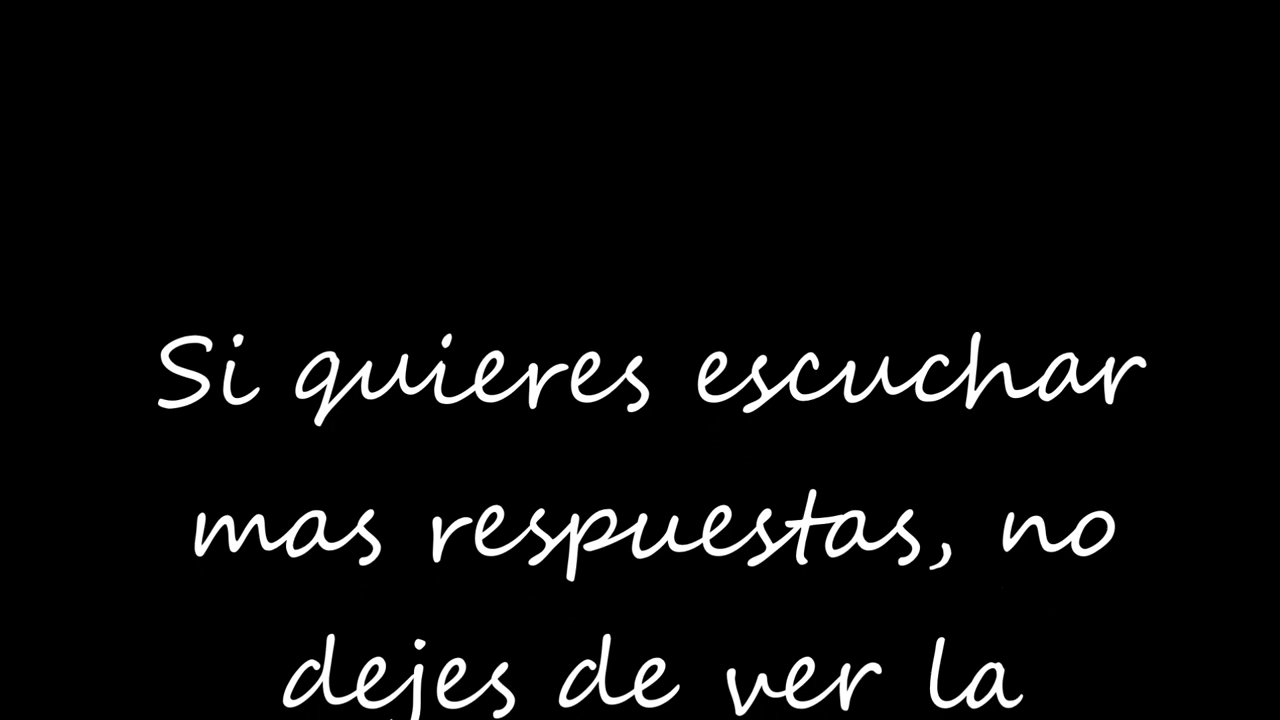 Si quieres escuchar
mas respuestas, no
dejes de ver la